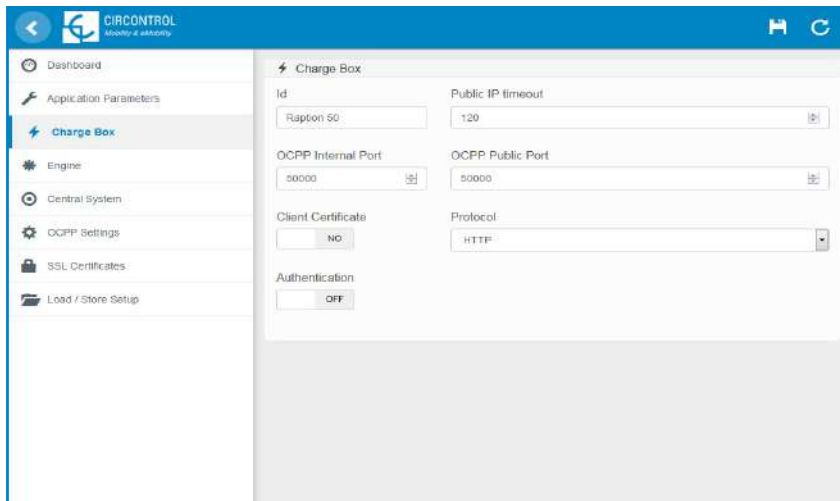 CIRCONTROL
Mobility & eMobility
Dashboard
Application Parameters
Charge Box
Engine
Central System
OCPP Settings
SSL Certificates
Load / Store Setup
Charge Box
Id
Public IP timeout
Raption 50
120
OCPP Internal Port
OCPP Public Port
50000
50000
Client Certificate
Protocol
NO
HTTP
Authentication
OFF